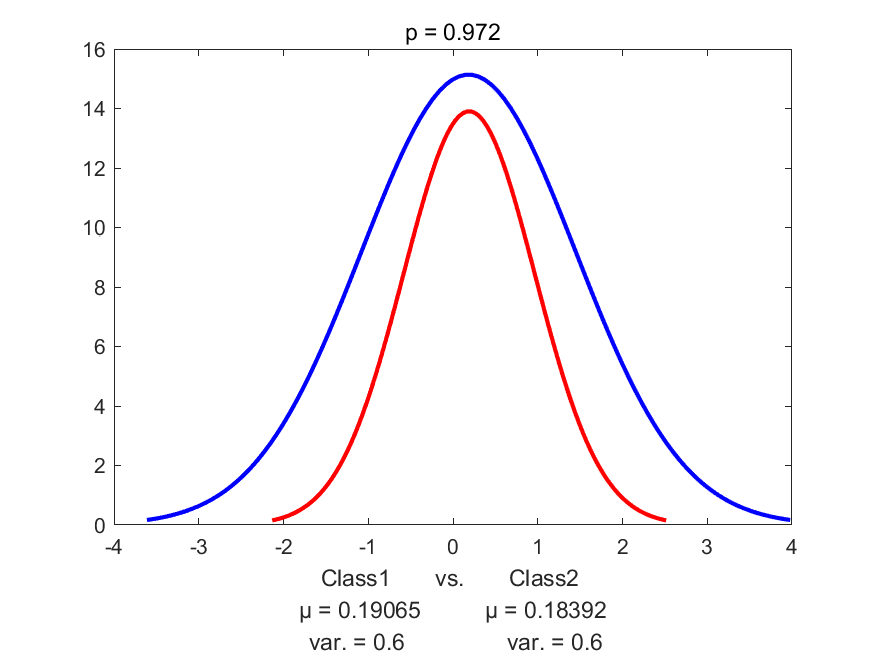 p = 0.972
16
14
12
10
8
6
4
2
0
-4 -3 -2 -1 0 1 2 3 4
Class1 vs. Class2
μ = 0.19065 μ = 0.18392
var. = 0.6 var. = 0.6